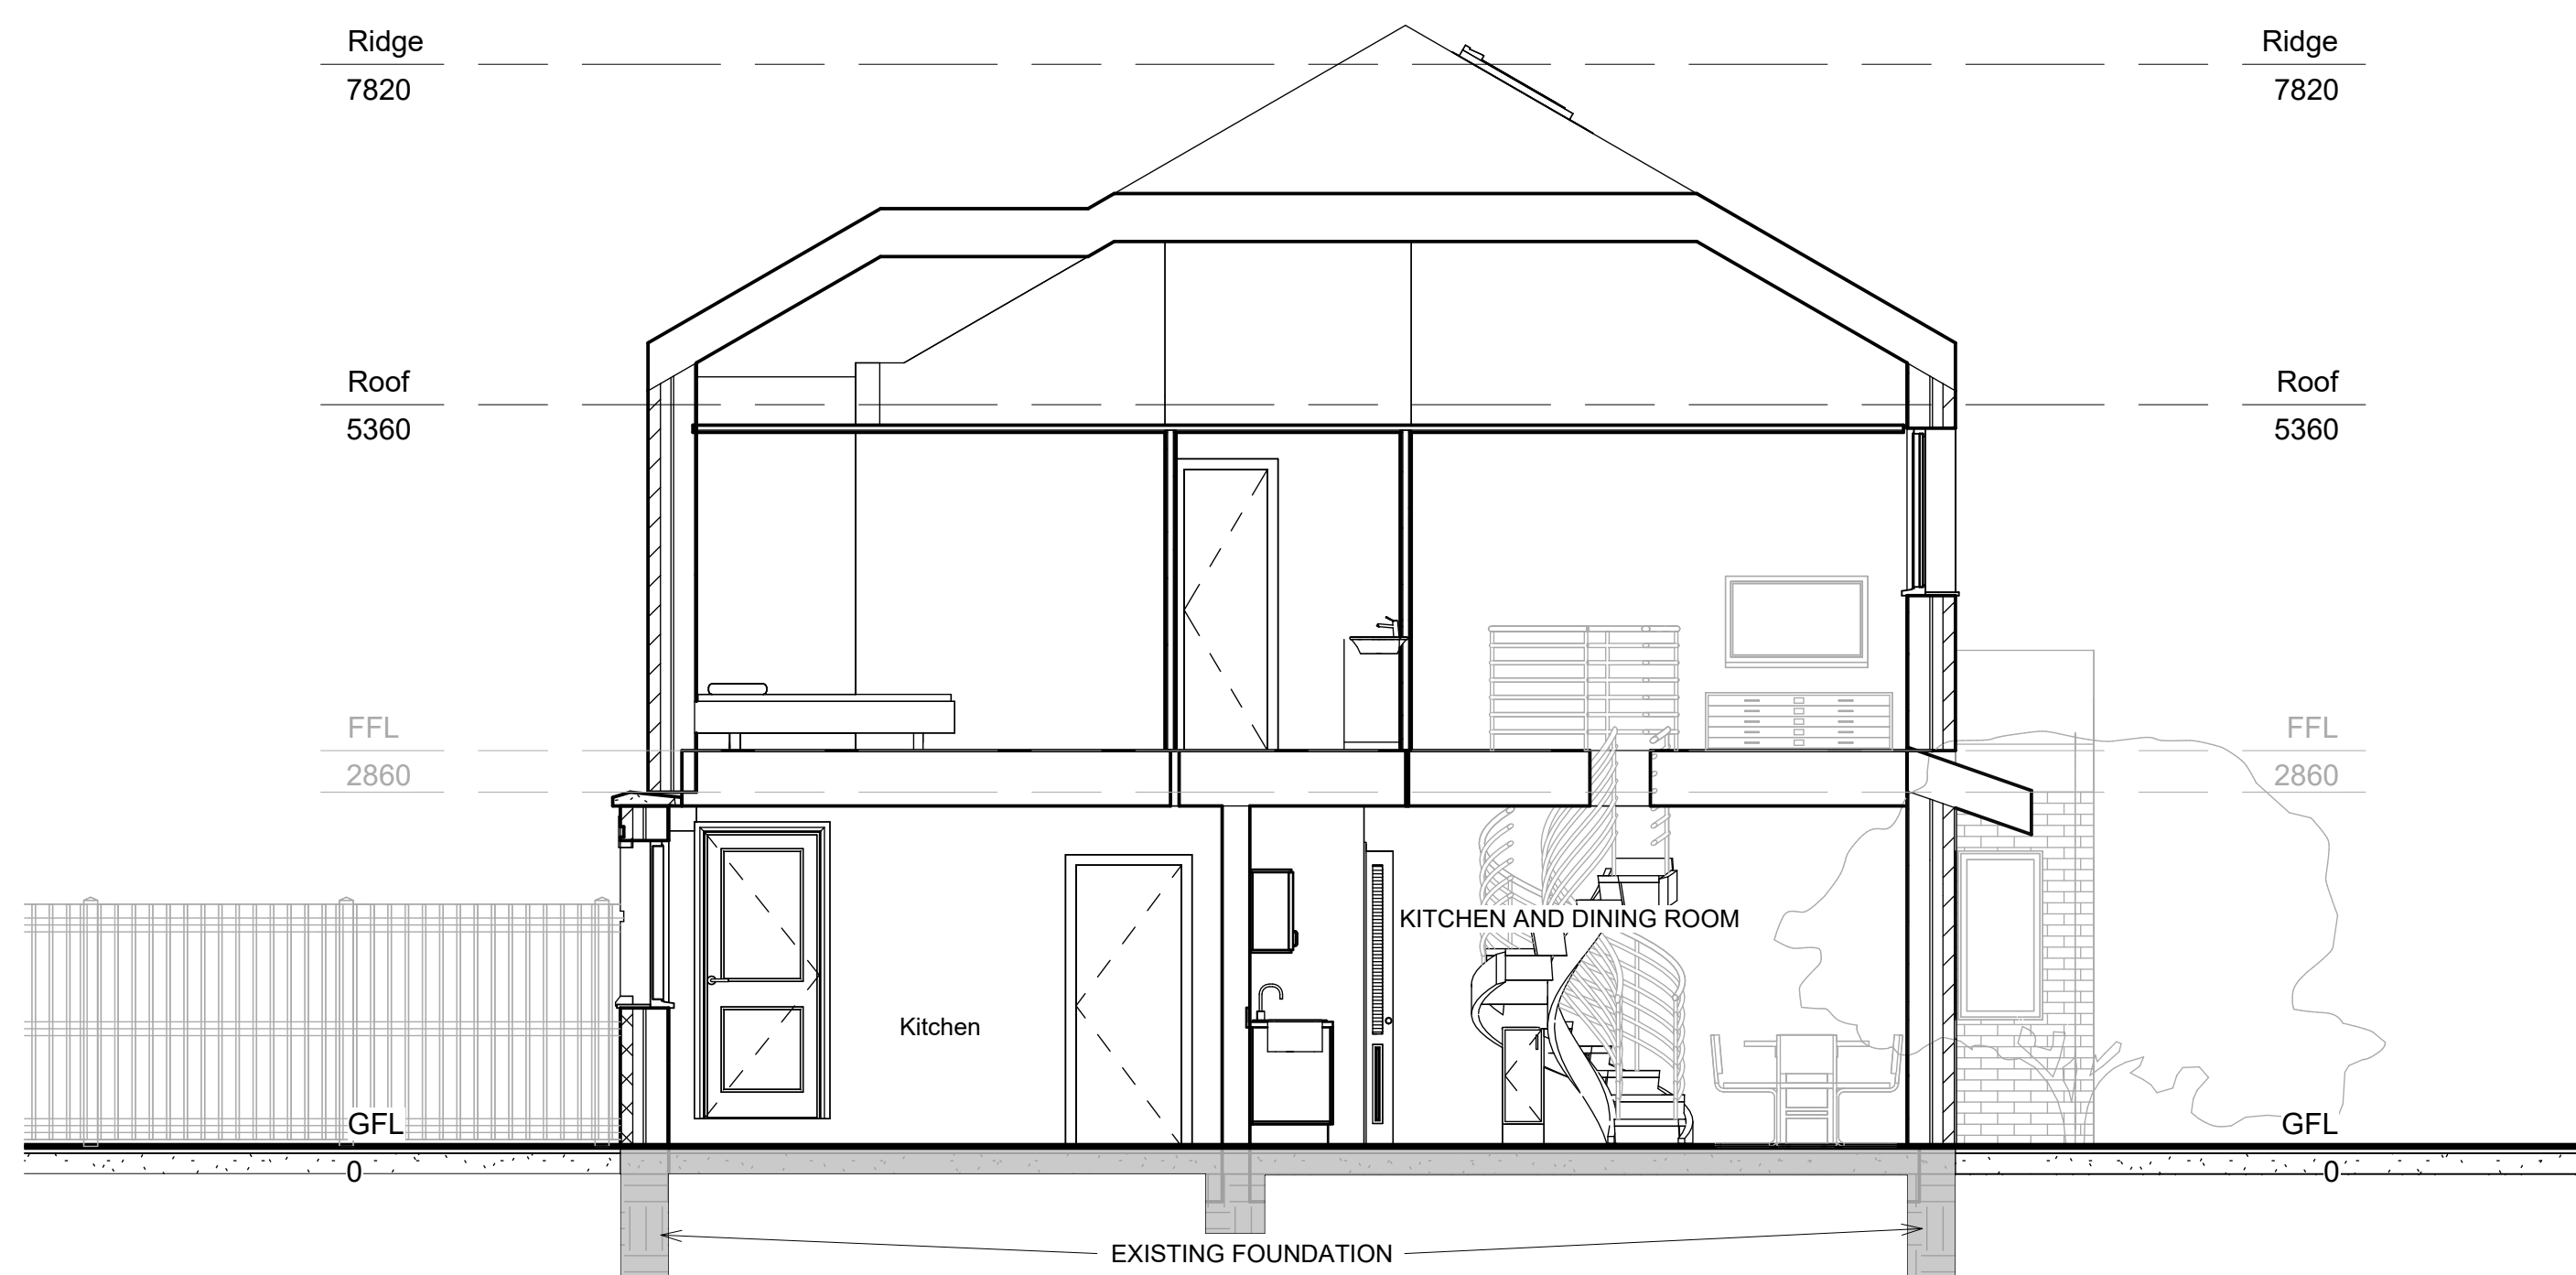 Ridge
7820
Ridge
7820
Roof
5360
Roof
5360
FFL
2860
FFL
2860
KITCHEN AND DINING ROOM
Kitchen
GFL
0
GFL
0
EXISTING FOUNDATION